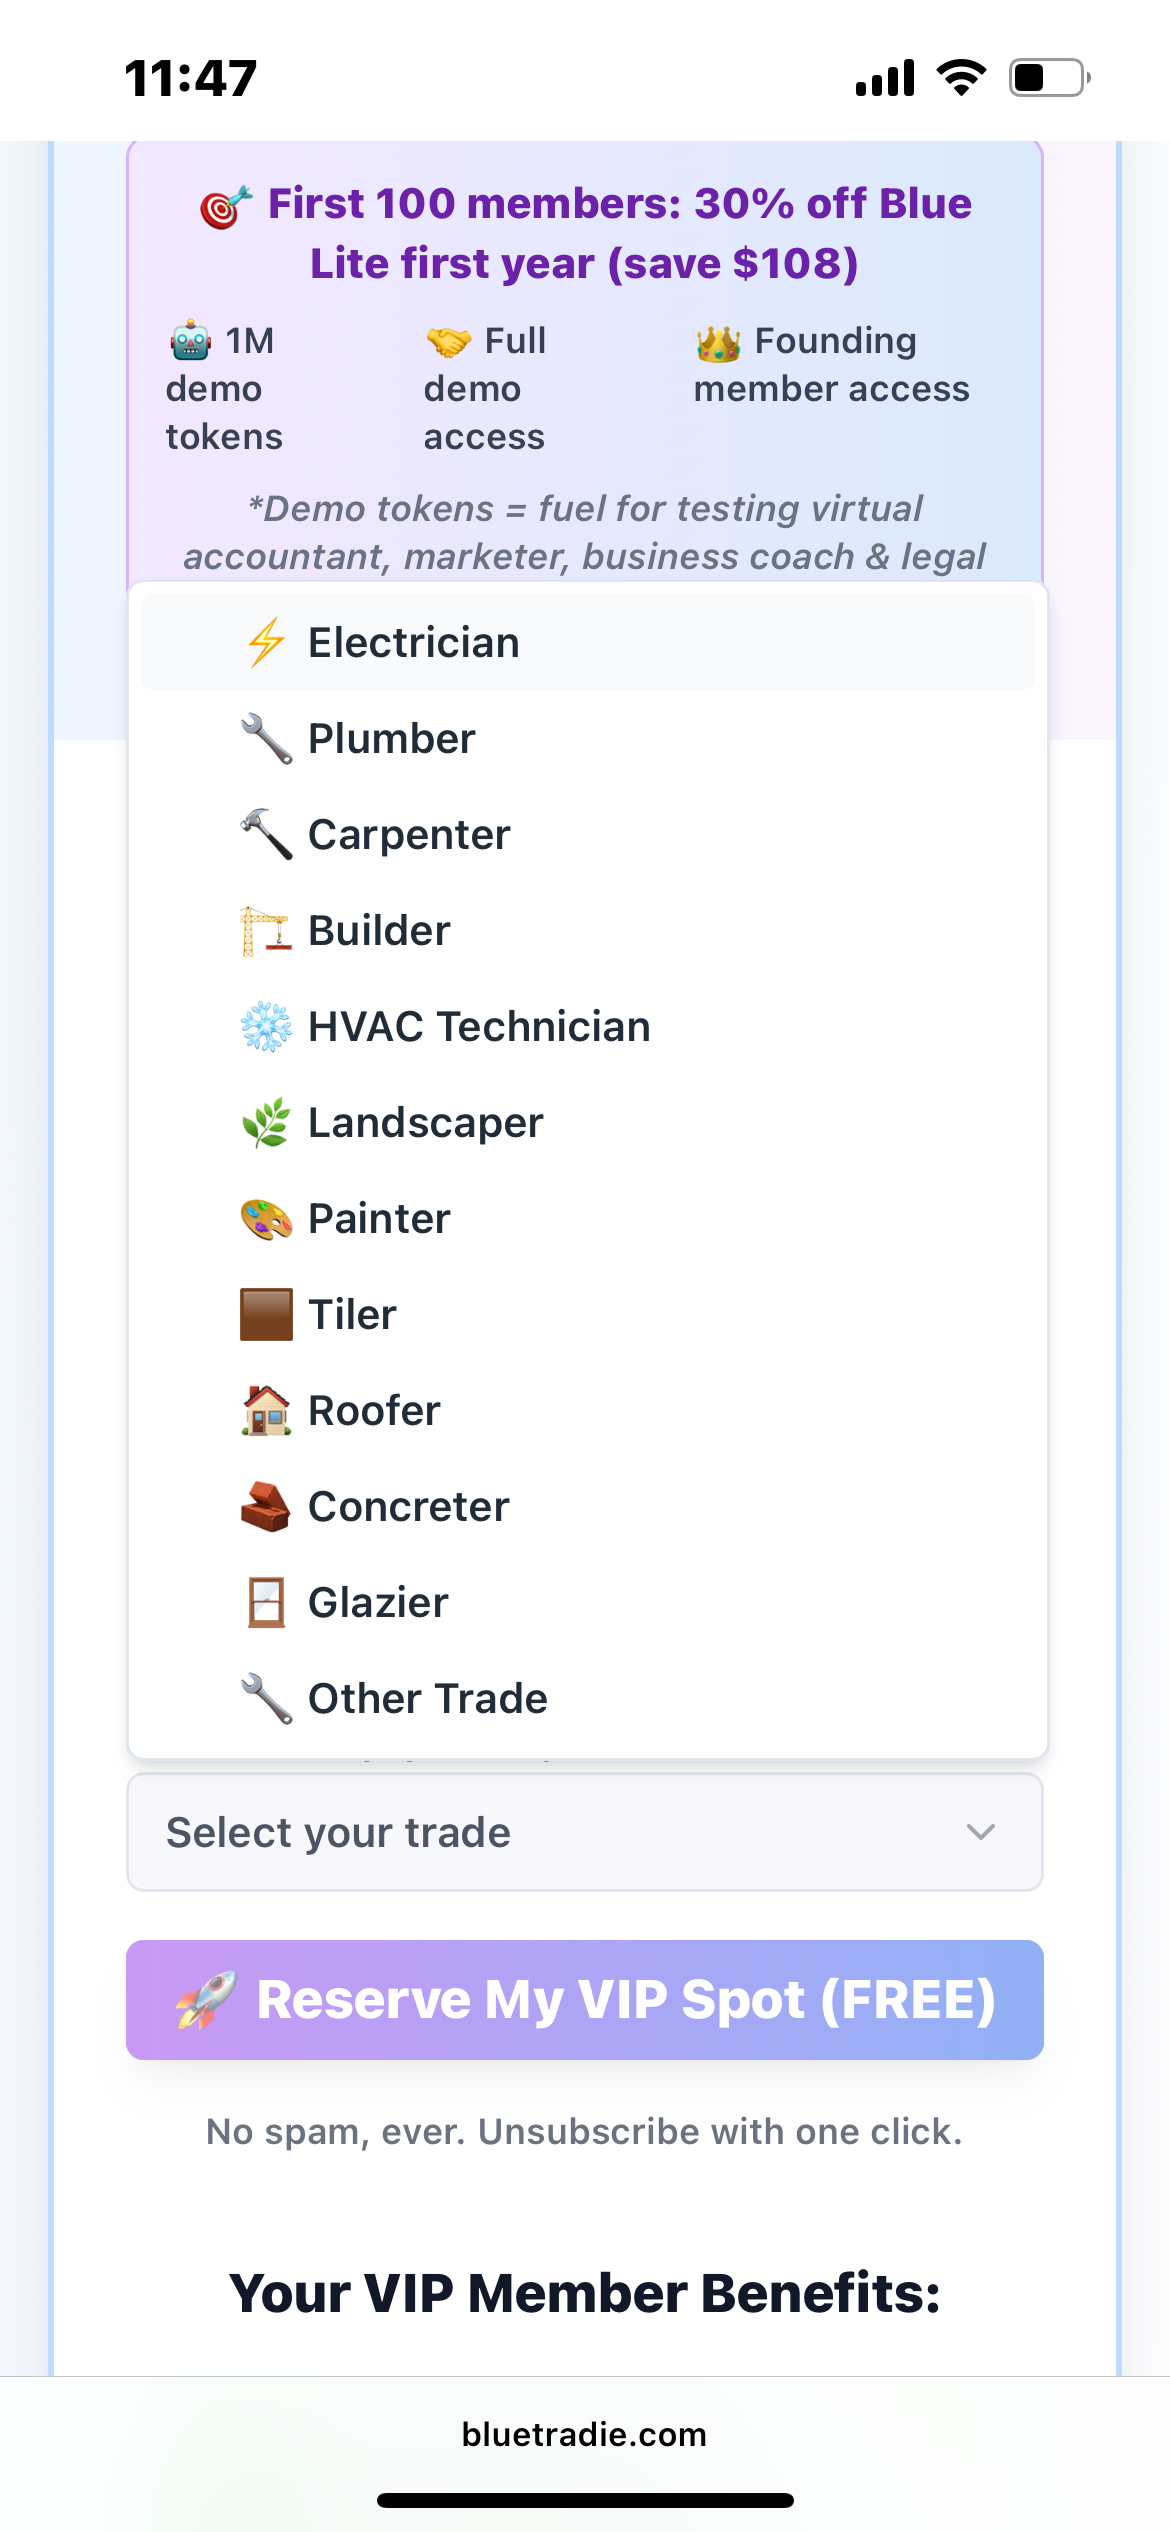 11:47
🎯 First 100 members: 30% off Blue
Lite first year (save $108)
🤖 1M
demo
tokens
🤝 Full
demo
access
👑 Founding
member access
*Demo tokens = fuel for testing virtual
accountant, marketer, business coach & legal
⚡ Electrician
🔧 Plumber
🔨 Carpenter
🏗️ Builder
❄️ HVAC Technician
🌿 Landscaper
🎨 Painter
🟫 Tiler
🏠 Roofer
🧱 Concreter
🪟 Glazier
🔧 Other Trade
Select your trade
🚀 Reserve My VIP Spot (FREE)
No spam, ever. Unsubscribe with one click.
Your VIP Member Benefits:
bluetradie.com